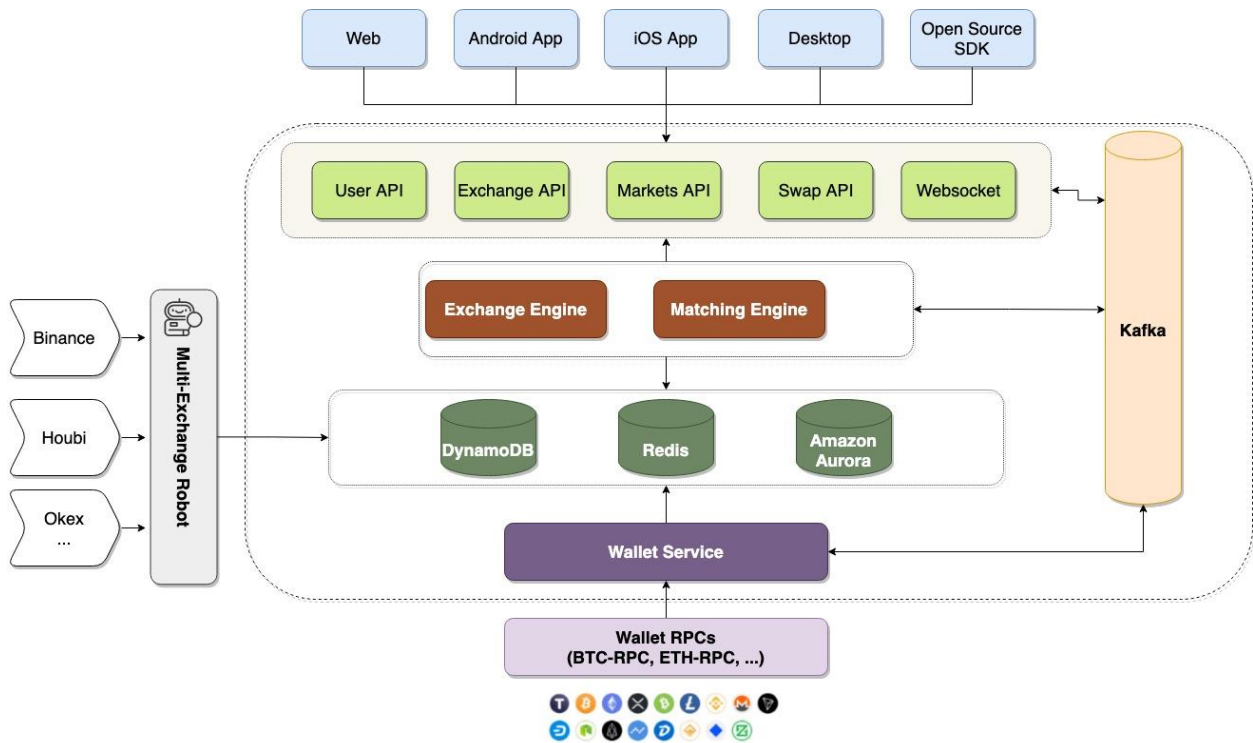 Web
Android App
iOS App
Desktop
Open Source
SDK
User API
Exchange API
Markets API
Swap API
Websocket
Exchange Engine
Matching Engine
Kafka
Binance
Houbi
Okex
...
Multi-Exchange Robot
DynamoDB
Redis
Amazon
Aurora
Wallet Service
Wallet RPCs
(BTC-RPC, ETH-RPC, ...)